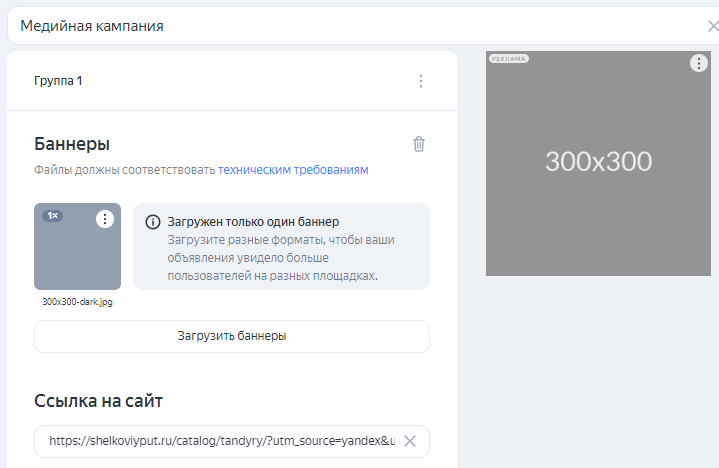 Медийная кампания
Группа 1
Баннеры
Файлы должны соответствовать техническим требованиям
1×
Загружен только один баннер
Загрузите разные форматы, чтобы ваши
объявления увидело больше
пользователей на разных площадках.
300x300-dark.jpg
Загрузить баннеры
Ссылка на сайт
https://shelkoviyput.ru/catalog/tandyry/?utm_source=yandex&u
РЕКЛАМА
300x300